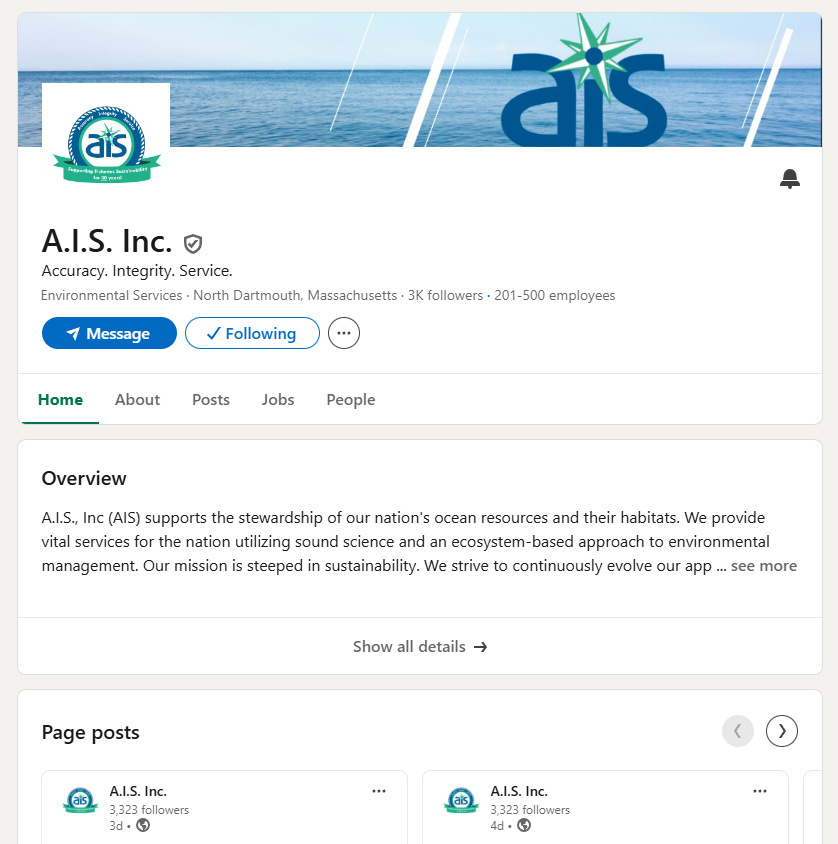 ais
Accuracy Integrity Service
ais
Supporting Fisheries Sustainability
for 30 years!
A.I.S. Inc.
Accuracy. Integrity. Service.
Environmental Services · North Dartmouth, Massachusetts · 3K followers · 201-500 employees
Message
Following
Home About Posts Jobs People
Overview
A.I.S., Inc (AIS) supports the stewardship of our nation's ocean resources and their habitats. We provide
vital services for the nation utilizing sound science and an ecosystem-based approach to environmental
management. Our mission is steeped in sustainability. We strive to continuously evolve our app ... see more
Show all details →
Page posts
A.I.S. Inc.
3,323 followers
3d •
A.I.S. Inc.
3,323 followers
4d •